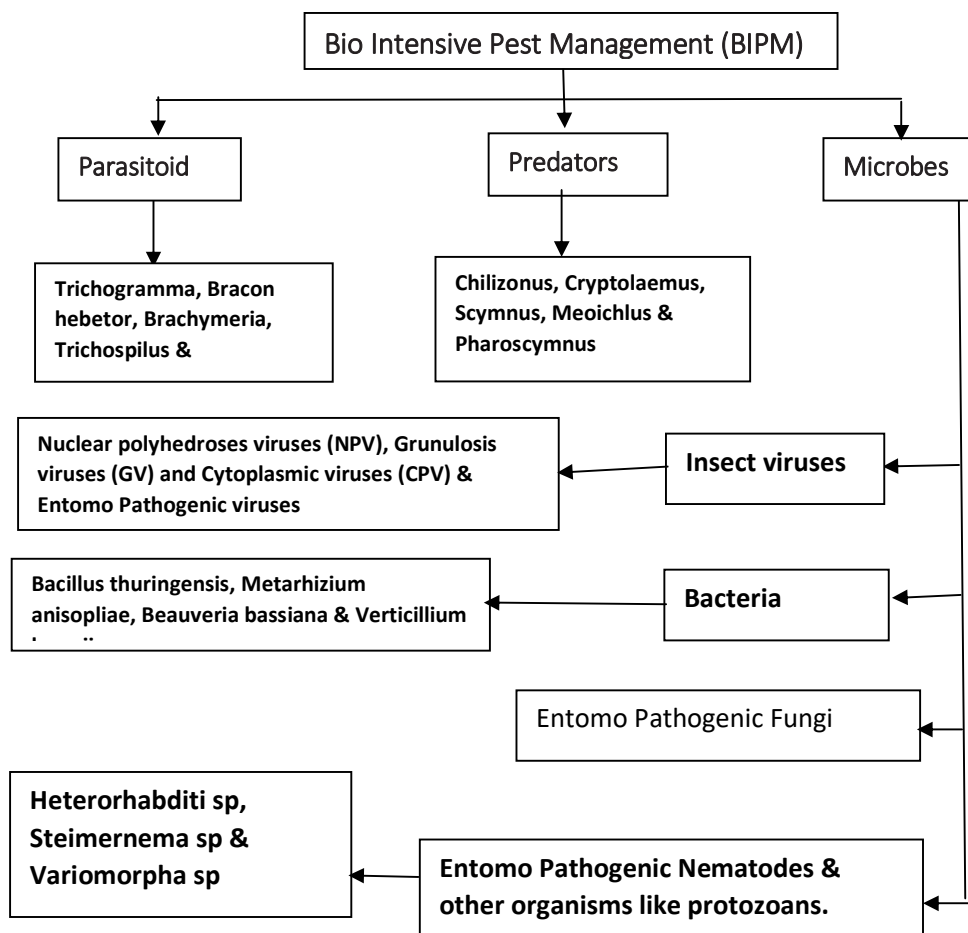 Bio Intensive Pest Management (BIPM)
Parasitoid
Predators
Microbes
Trichogramma, Bracon
hebetor, Brachymeria,
Trichospilus &
Chilizonus, Cryptolaemus,
Scymnus, Meoichlus &
Pharoscymnus
Nuclear polyhedroses viruses (NPV), Grunulosis
viruses (GV) and Cytoplasmic viruses (CPV) &
Entomo Pathogenic viruses
Insect viruses
Bacillus thuringensis, Metarhizium
anisopliae, Beauveria bassiana & Verticillium
Bacteria
Entomo Pathogenic Fungi
Heterorhabditi sp,
Steimernema sp &
Variomorpha sp
Entomo Pathogenic Nematodes &
other organisms like protozoans.